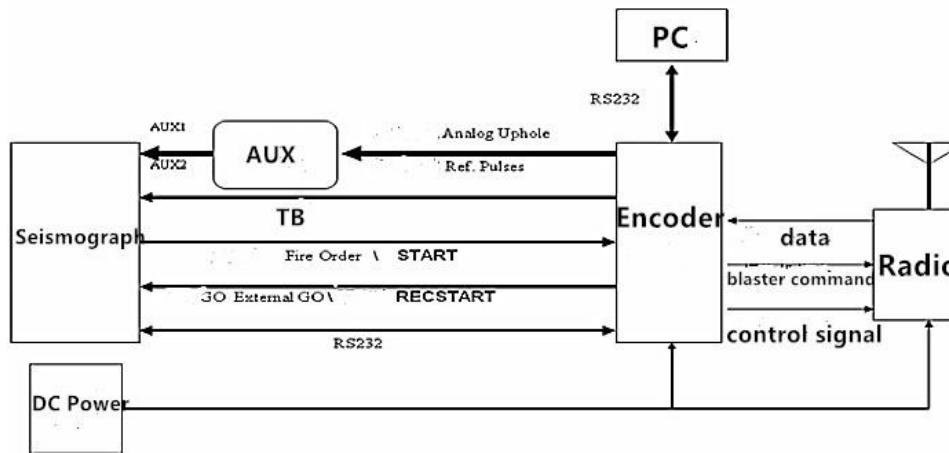 PC
RS232
AUX1
AUX
AUX2
Analog Uphole
Ref. Pulses
Seismograph
TB
Encoder
Fire Order \ START
GO External GO \ RECSTART
RS232
data
blaster command
control signal
Radio
DC Power